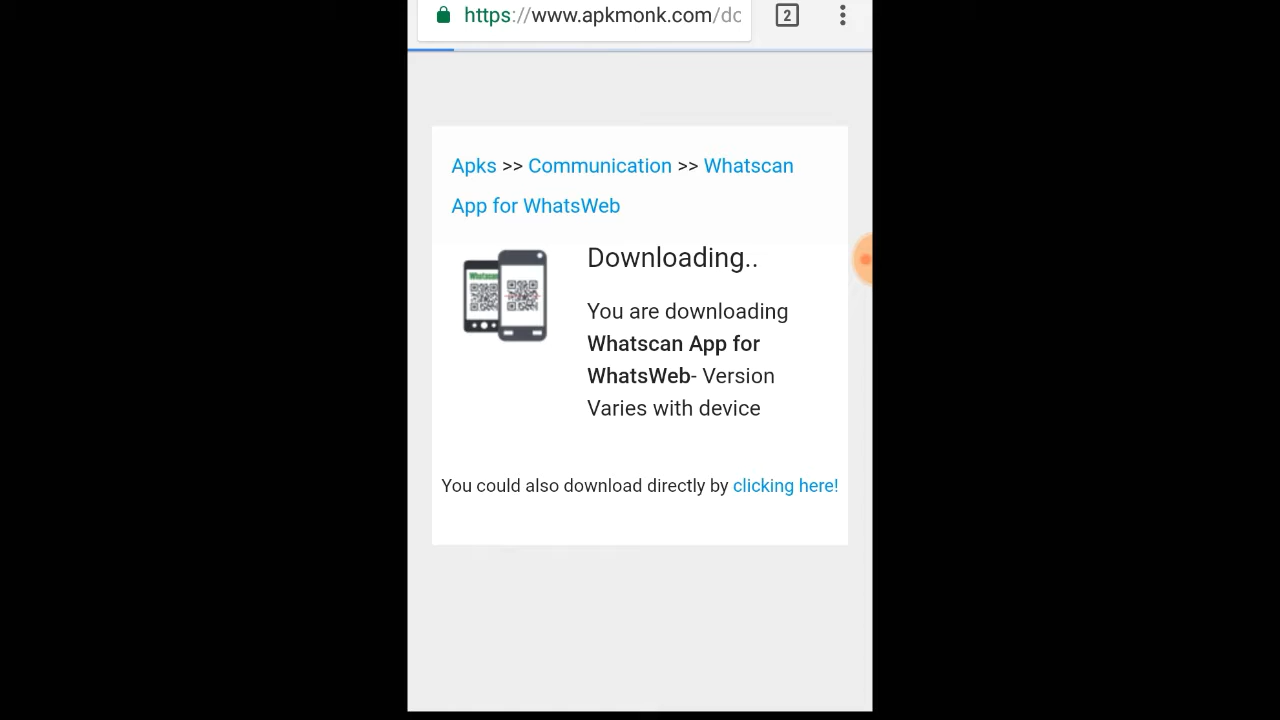 https://www.apkmonk.com/dc
2
Apks >> Communication >> Whatscan
App for WhatsWeb
Whatscan
Downloading..
You are downloading
Whatscan App for
WhatsWeb- Version
Varies with device
You could also download directly by clicking here!